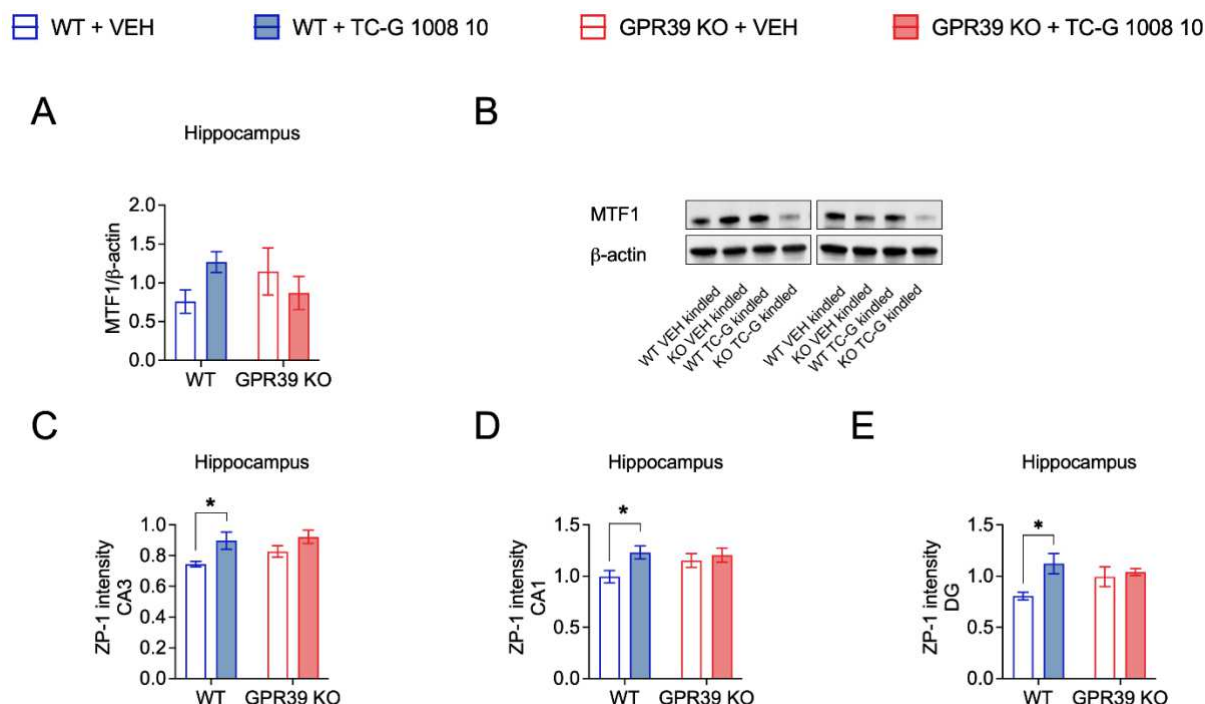 WT + VEH WT + TC-G 1008 10 GPR39 KO + VEH GPR39 KO + TC-G 1008 10
A
Hippocampus
MTF1/β-actin
2.0
1.5
1.0
0.5
0.0
WT GPR39 KO
B
MTF1
β-actin
WT VEH kindled
KO VEH kindled
WT TC-G kindled
KO TC-G kindled
WT VEH kindled
KO VEH kindled
WT TC-G kindled
KO TC-G kindled
C
Hippocampus
ZP-1 intensity
CA3
1.0
0.8
0.6
0.4
0.2
0.0
*
WT GPR39 KO
D
Hippocampus
ZP-1 intensity
CA1
1.5
1.0
0.5
0.0
*
WT GPR39 KO
E
Hippocampus
ZP-1 intensity
DG
1.5
1.0
0.5
0.0
*
WT GPR39 KO